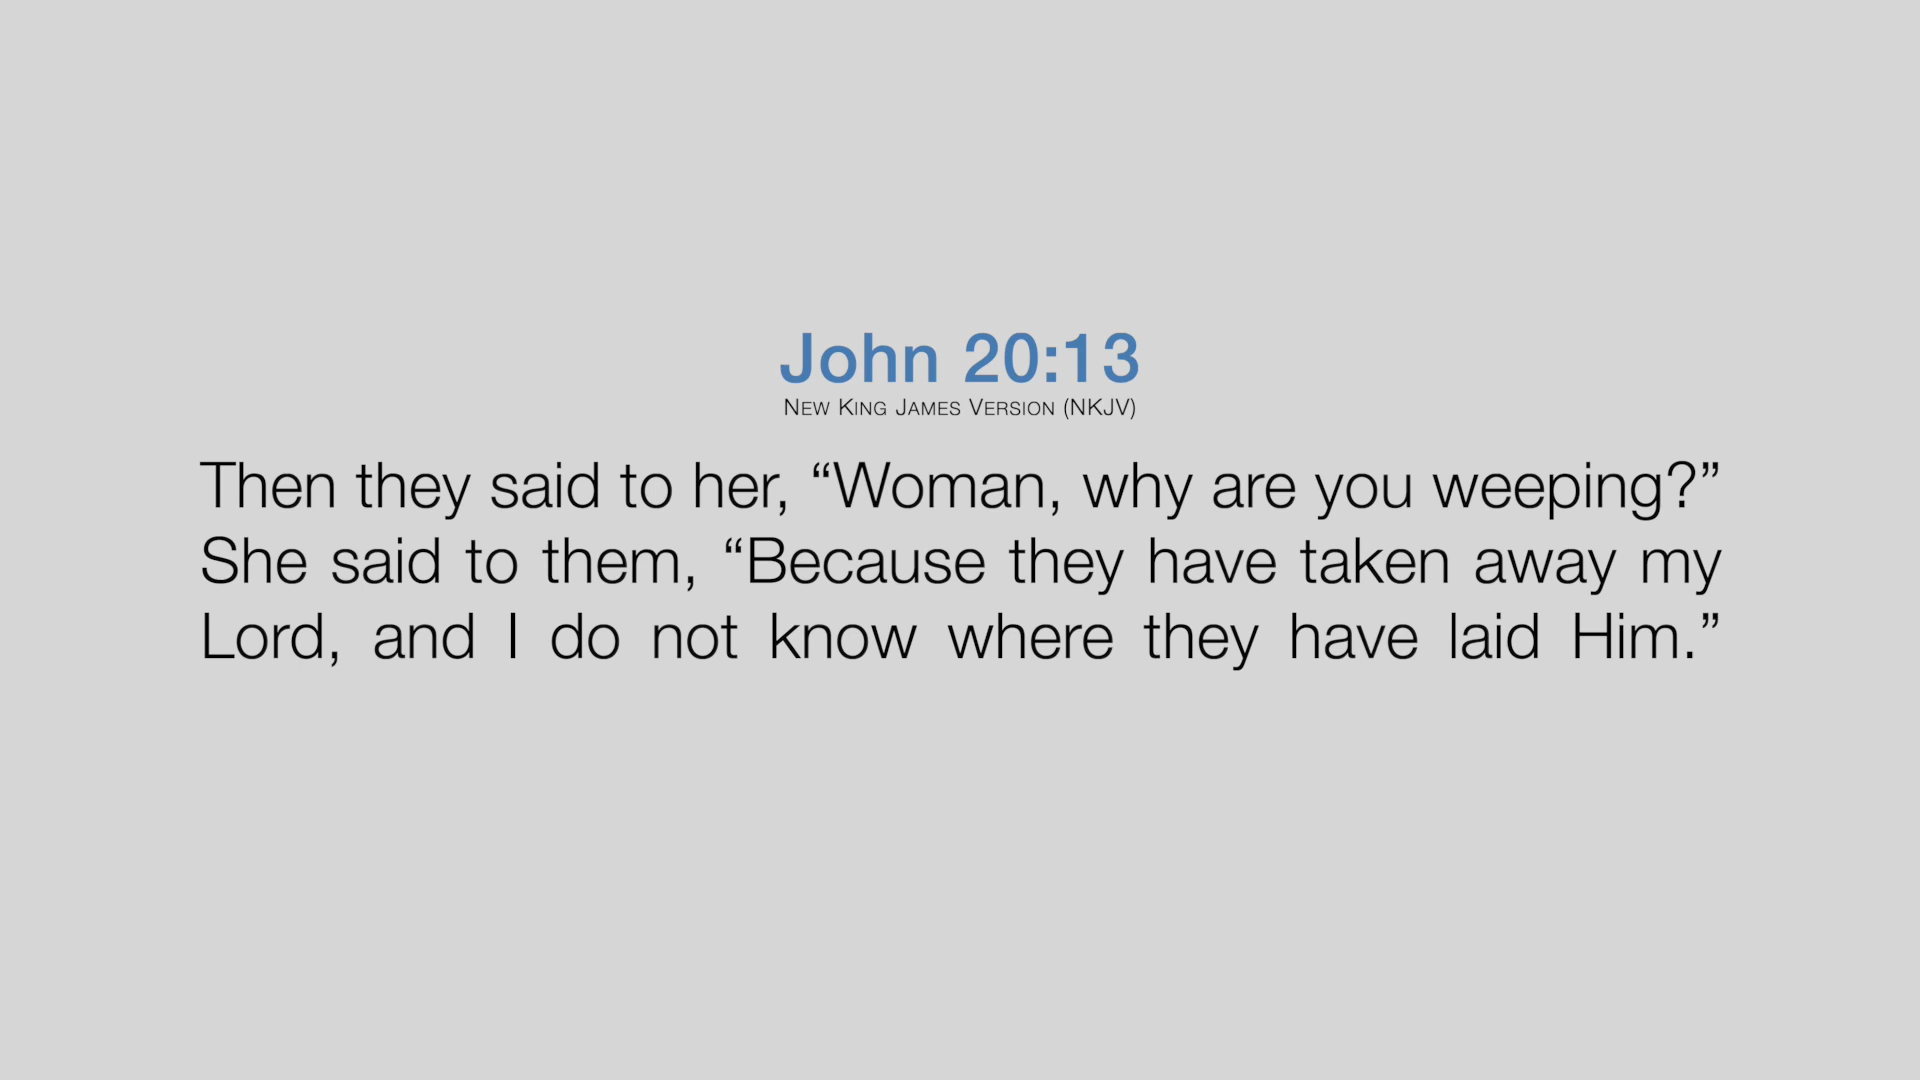 John 20:13
New King James Version (NKJV)
Then they said to her, “Woman, why are you weeping?”
She said to them, “Because they have taken away my
Lord, and I do not know where they have laid Him.”